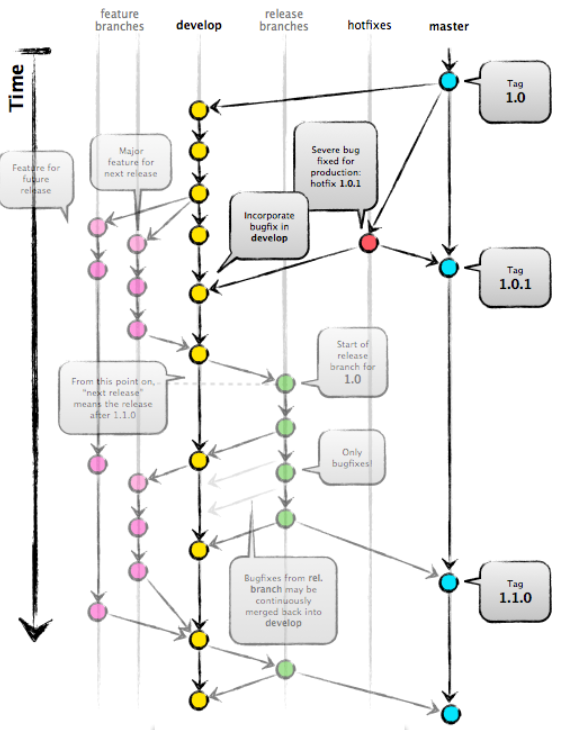 feature
branches
develop
release
branches
hotfixes
master
Time
Tag
1.0
Major
feature for
next release
Feature for
future
release
Severe bug
fixed for
production:
hotfix 1.0.1
Incorporate
bugfix in
develop
Tag
1.0.1
Start of
release
branch for
1.0
From this point on,
"next release"
means the release
after 1.1.0
Only
bugfixes!
Bugfixes from rel.
branch may be
continuously
merged back into
develop
Tag
1.1.0